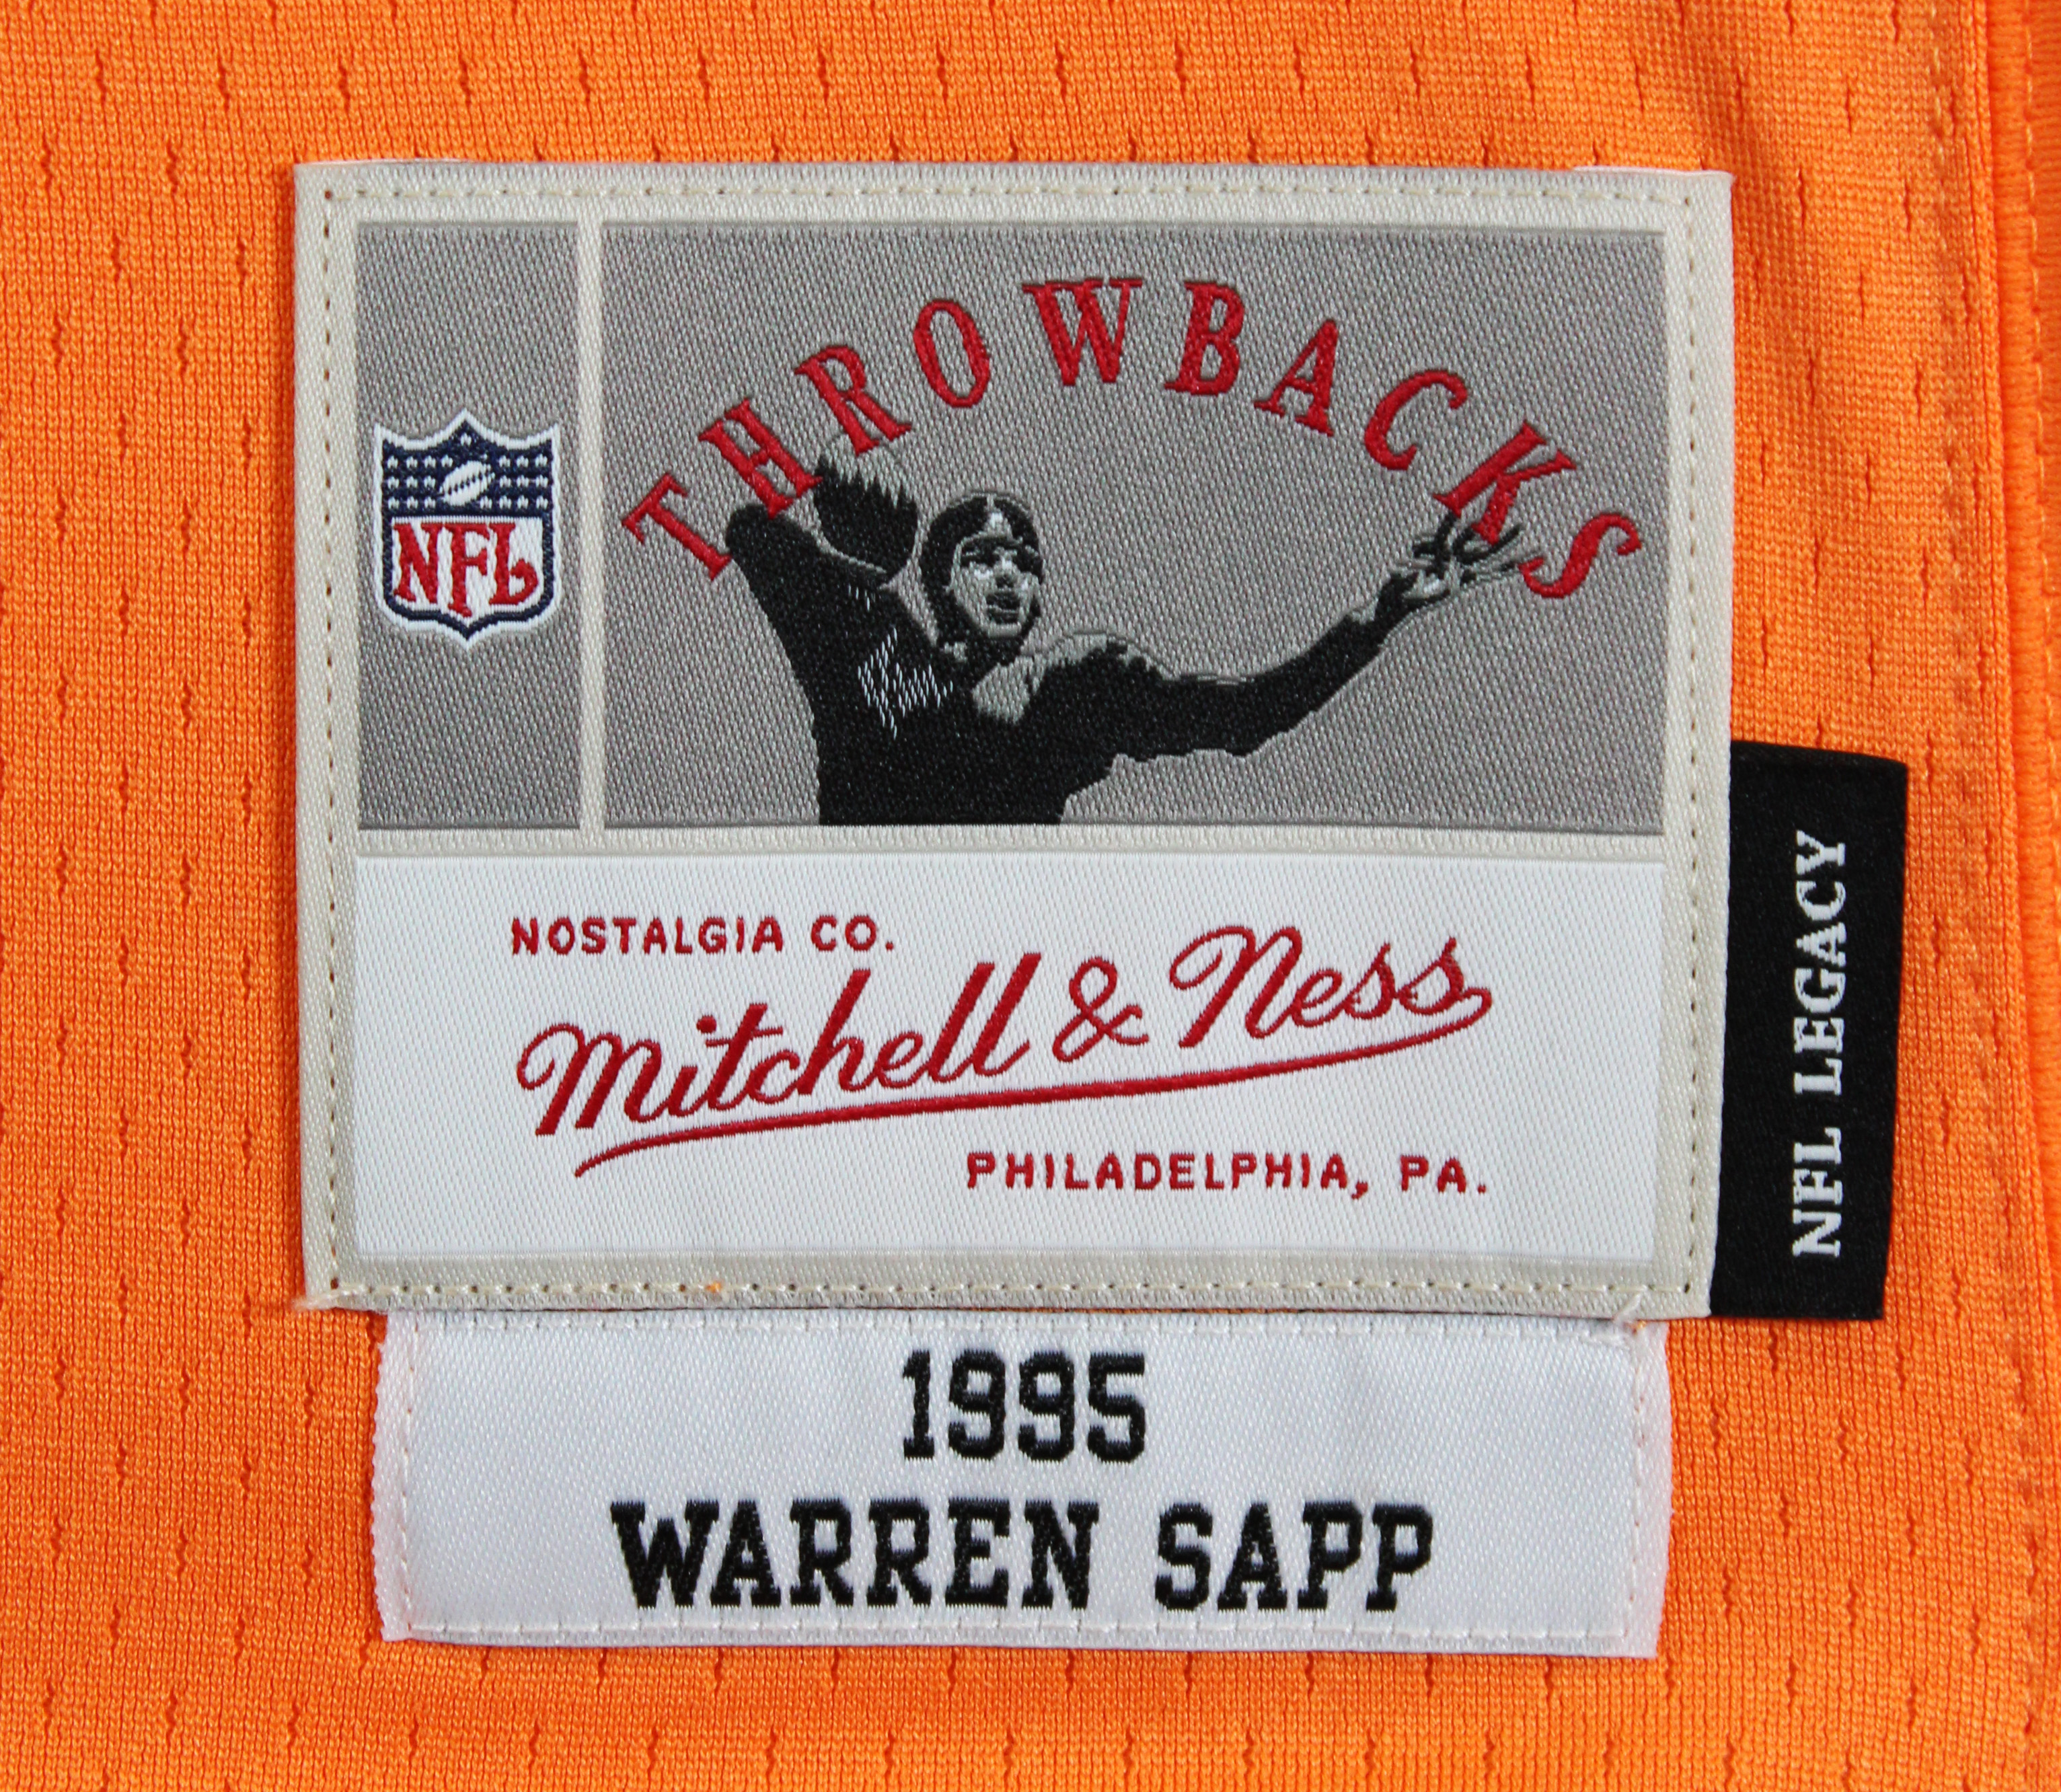 THROWBACKS
NFL
NOSTALGIA CO.
Mitchell & Ness
PHILADELPHIA, PA.
NFL LEGACY
1995
WARREN SAPP